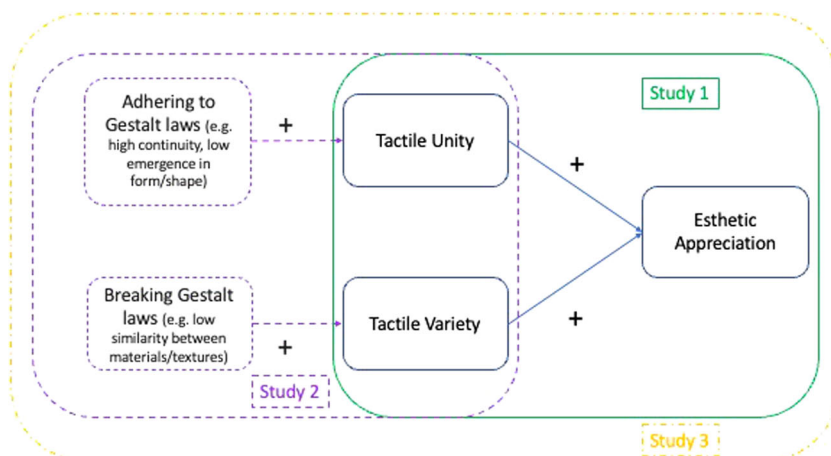 Study 1
Adhering to
Gestalt laws (e.g.
high continuity, low
emergence in
form/shape)
+
Tactile Unity
+
Esthetic
Appreciation
Breaking Gestalt
laws (e.g. low
similarity between
materials/textures)
+
Tactile Variety
+
Study 2
Study 3